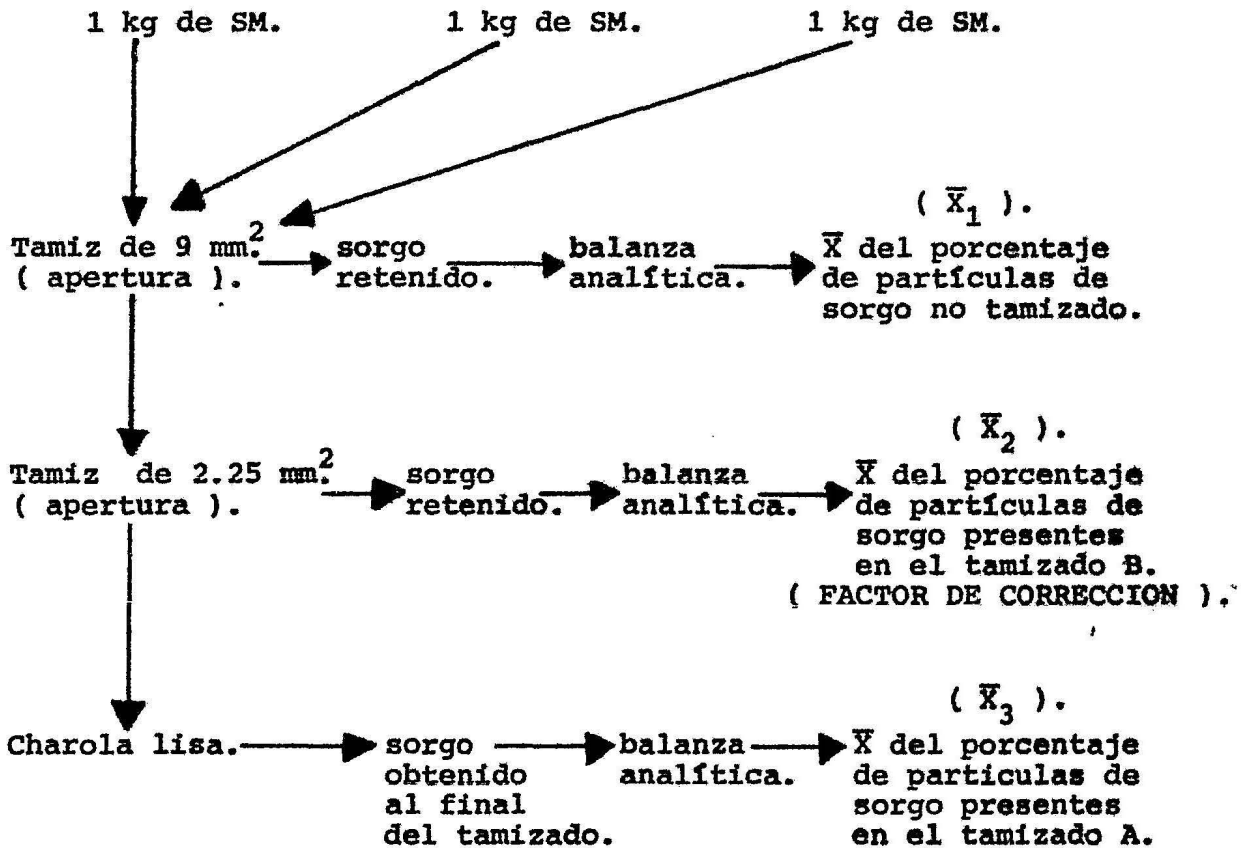 1 kg de SM. 1 kg de SM. 1 kg de SM.
( X̅1 ).
Tamiz de 9 mm.2
( apertura ).
sorgo
retenido.
balanza
analítica.
X̅ del porcentaje
de partículas de
sorgo no tamizado.
( X̅2 ).
Tamiz de 2.25 mm.2
( apertura ).
sorgo
retenido.
balanza
analítica.
X̅ del porcentaje
de partículas de
sorgo presentes
en el tamizado B.
( FACTOR DE CORRECCION ).
( X̅3 ).
Charola lisa.
sorgo
obtenido
al final
del tamizado.
balanza
analítica.
X̅ del porcentaje
de particulas de
sorgo presentes
en el tamizado A.